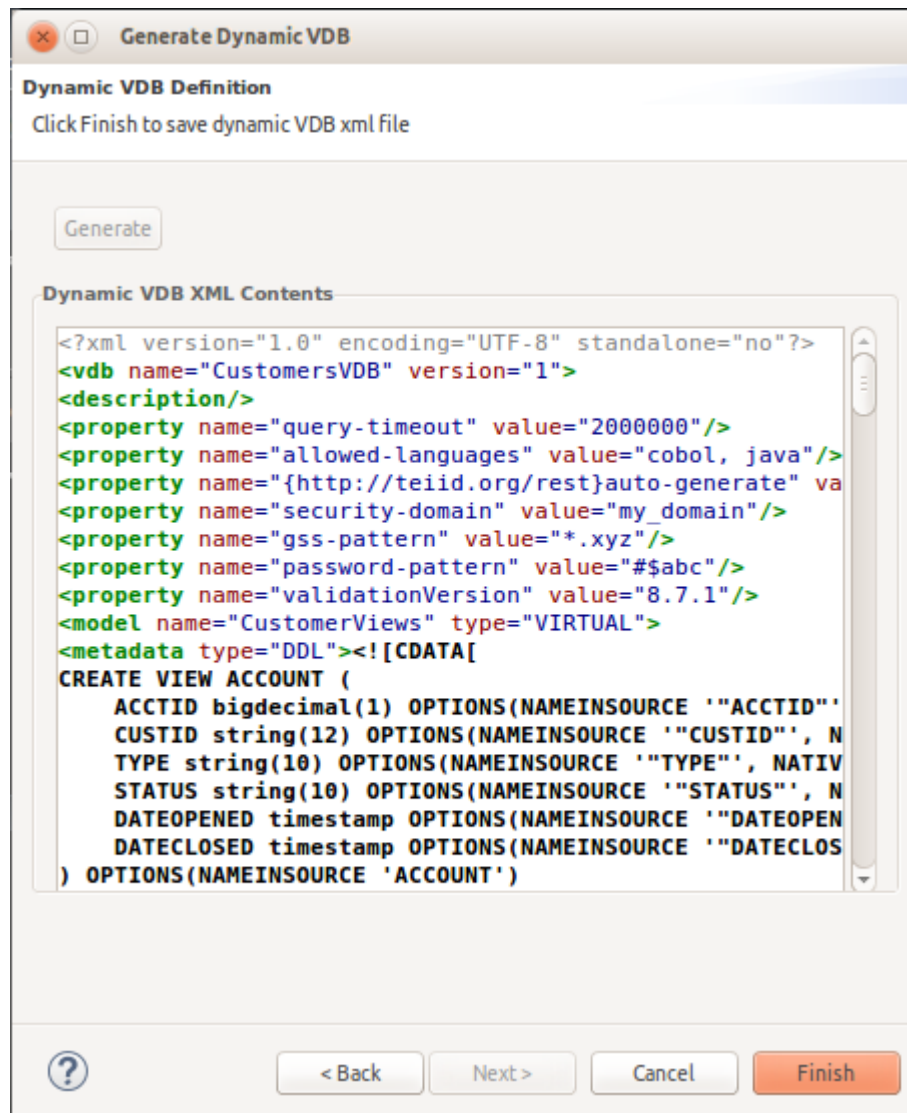 Generate Dynamic VDB
Dynamic VDB Definition
Click Finish to save dynamic VDB xml file
Generate
Dynamic VDB XML Contents
<?xml version="1.0" encoding="UTF-8" standalone="no"?>
<vdb name="CustomersVDB" version="1">
<description/>
<property name="query-timeout" value="2000000"/>
<property name="allowed-languages" value="cobol, java"/>
<property name="{http://teiid.org/rest}auto-generate" va
<property name="security-domain" value="my_domain"/>
<property name="gss-pattern" value="*.xyz"/>
<property name="password-pattern" value="#$abc"/>
<property name="validationVersion" value="8.7.1"/>
<model name="CustomerViews" type="VIRTUAL">
<metadata type="DDL"><![CDATA[
CREATE VIEW ACCOUNT (
    ACCTID bigdecimal(1) OPTIONS(NAMEINSOURCE '"ACCTID"'
    CUSTID string(12) OPTIONS(NAMEINSOURCE '"CUSTID"', N
    TYPE string(10) OPTIONS(NAMEINSOURCE '"TYPE"', NATIV
    STATUS string(10) OPTIONS(NAMEINSOURCE '"STATUS"', N
    DATEOPENED timestamp OPTIONS(NAMEINSOURCE '"DATEOPEN
    DATECLOSED timestamp OPTIONS(NAMEINSOURCE '"DATECLOS
) OPTIONS(NAMEINSOURCE 'ACCOUNT')
? < Back Next > Cancel Finish